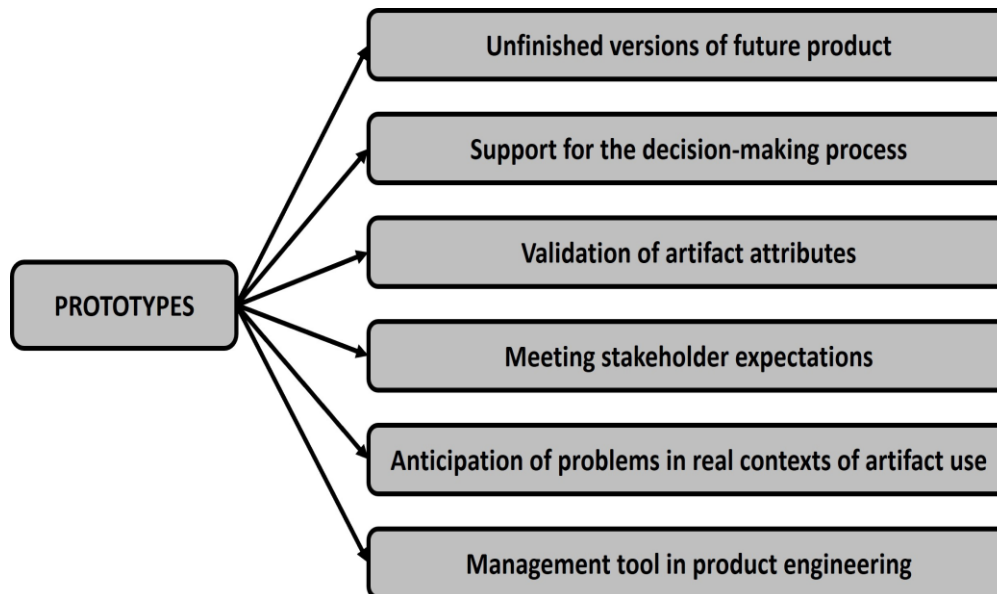 Unfinished versions of future product
Support for the decision-making process
Validation of artifact attributes
PROTOTYPES
Meeting stakeholder expectations
Anticipation of problems in real contexts of artifact use
Management tool in product engineering